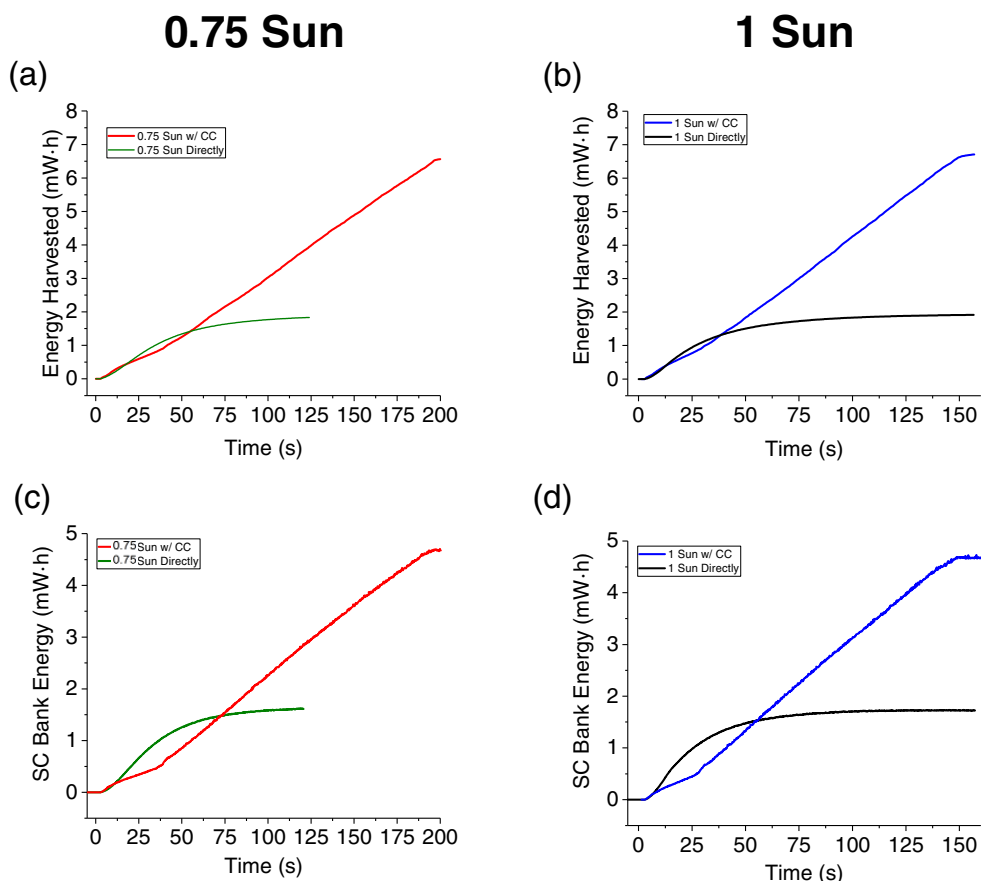 0.75 Sun
1 Sun
(a)
8
7
6
5
4
3
2
1
0
Energy Harvested (mW·h)
0.75 Sun w/ CC
0.75 Sun Directly
0 25 50 75 100 125 150 175 200
Time (s)
(b)
8
7
6
5
4
3
2
1
0
Energy Harvested (mW·h)
1 Sun w/ CC
1 Sun Directly
0 25 50 75 100 125 150
Time (s)
(c)
5
4
3
2
1
0
SC Bank Energy (mW·h)
0.75 Sun w/ CC
0.75 Sun Directly
0 25 50 75 100 125 150 175 200
Time (s)
(d)
5
4
3
2
1
0
SC Bank Energy (mW·h)
1 Sun w/ CC
1 Sun Directly
0 25 50 75 100 125 150
Time (s)